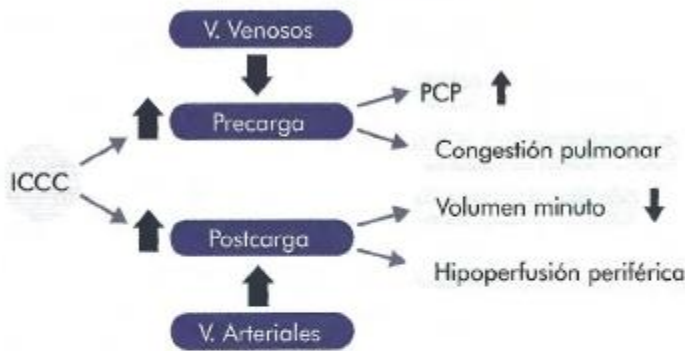 V. Venosos
Precarga
PCP
Congestión pulmonar
ICCC
Volumen minuto
Postcarga
Hipoperfusión periférica
V. Arteriales